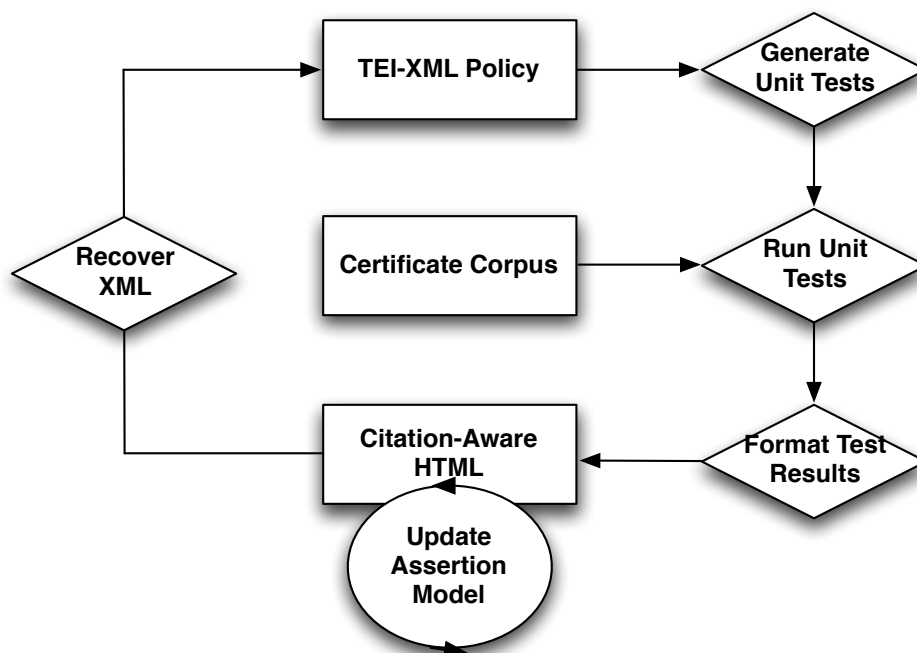 TEI-XML Policy
Generate
Unit Tests
Recover
XML
Certificate Corpus
Run Unit
Tests
Citation-Aware
HTML
Format Test
Results
Update
Assertion
Model